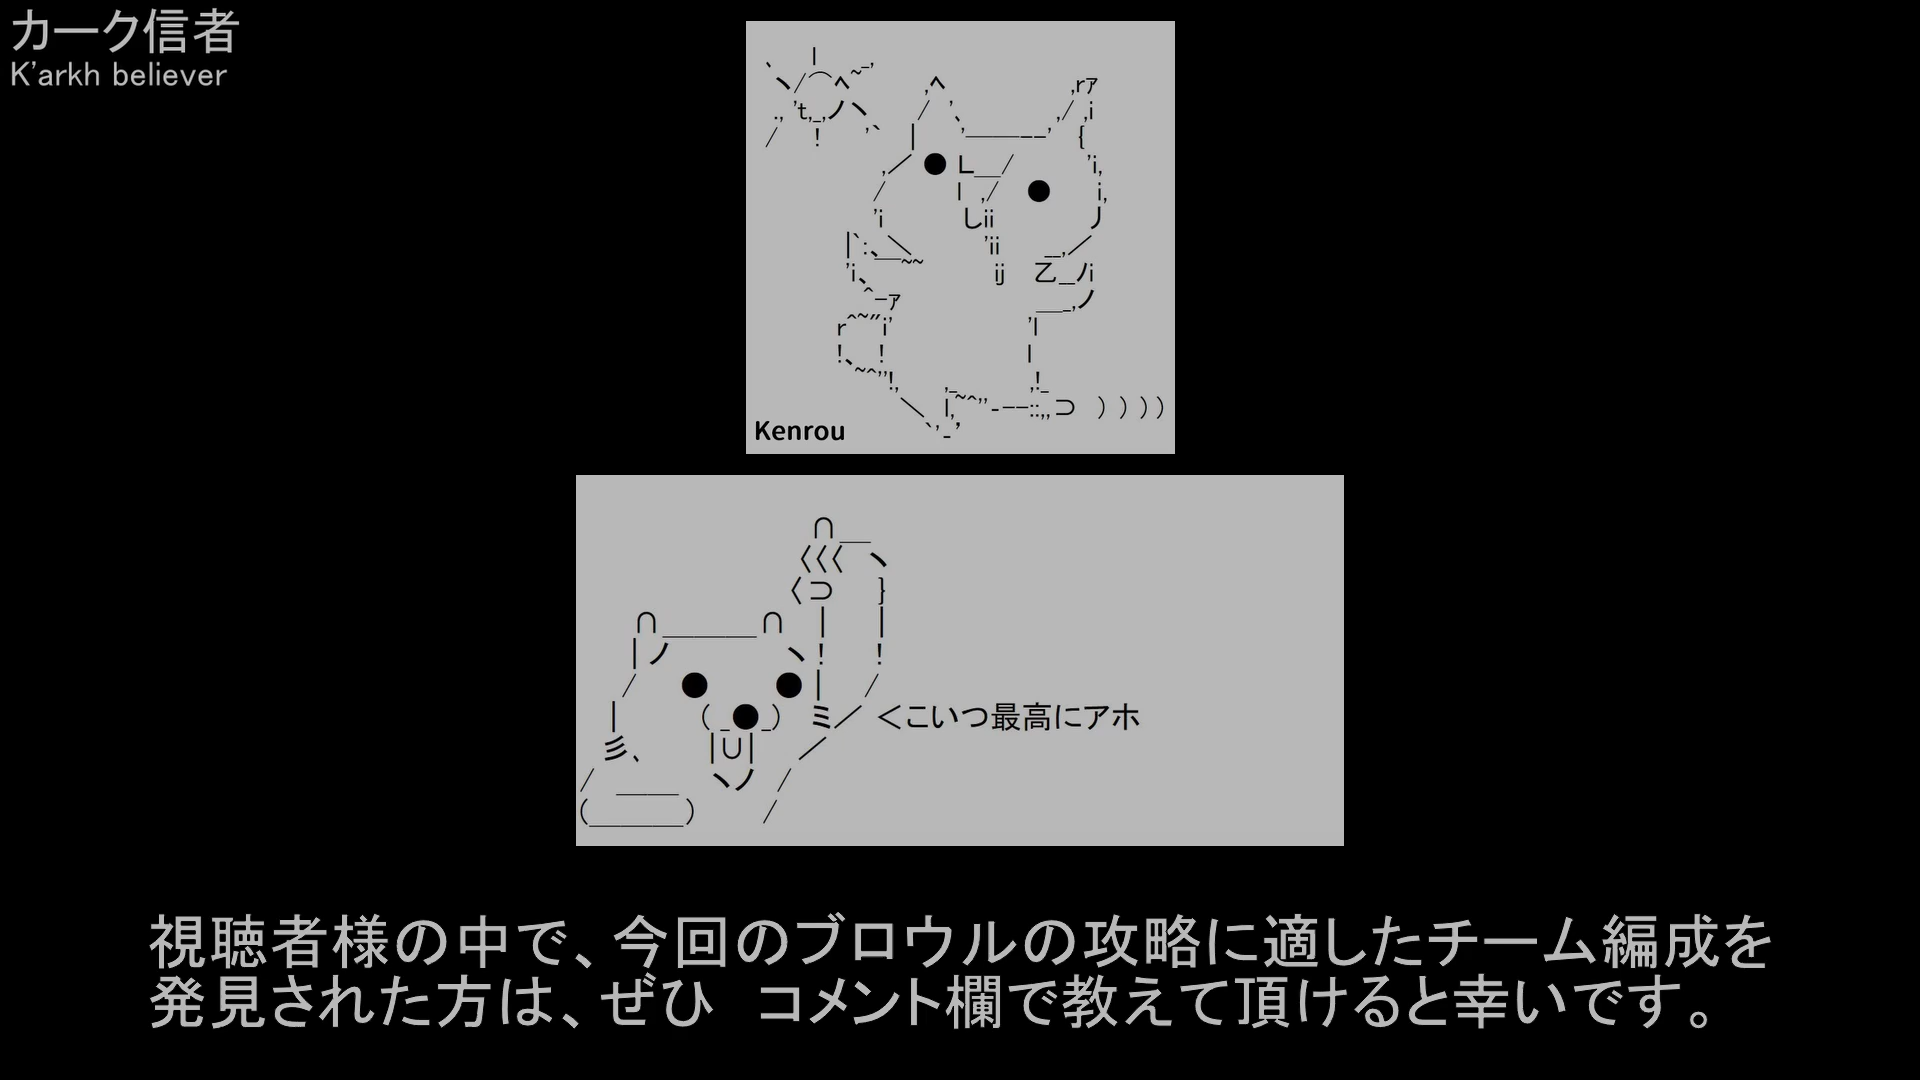 カーク信者
K'arkh believer
Kenrou
＜こいつ最高にアホ
視聴者様の中で、今回のブロウルの攻略に適したチーム編成を
発見された方は、ぜひ　コメント欄で教えて頂けると幸いです。